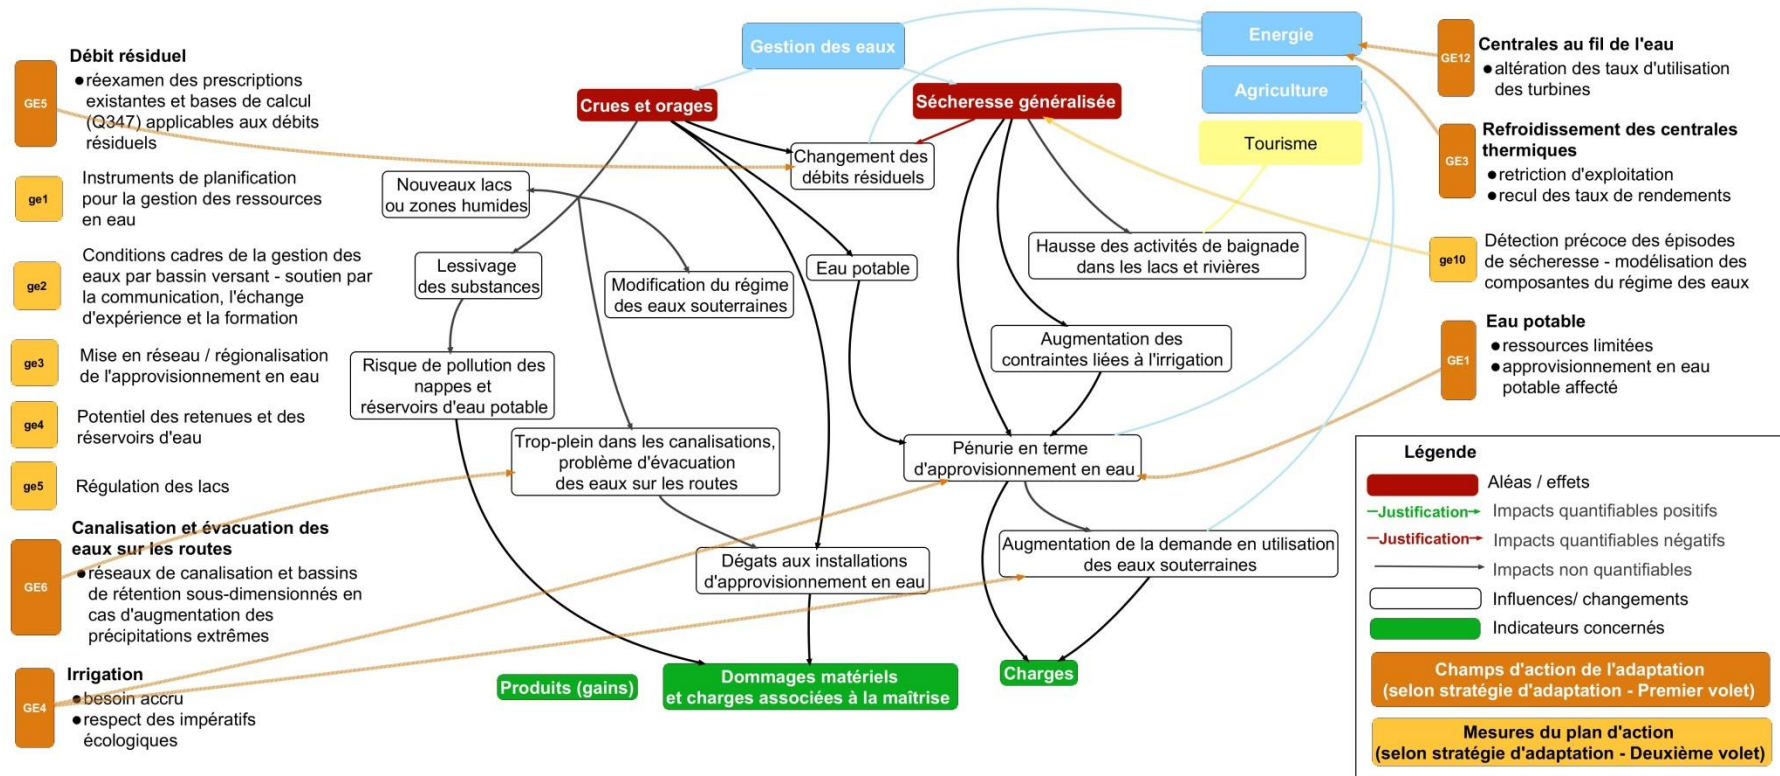 GE5
Débit résiduel
●réexamen des prescriptions
existantes et bases de calcul
(Q347) applicables aux débits
résiduels
ge1
Instruments de planification
pour la gestion des ressources
en eau
ge2
Conditions cadres de la gestion des
eaux par bassin versant - soutien par
la communication, l'échange
d'expérience et la formation
ge3
Mise en réseau / régionalisation
de l'approvisionnement en eau
ge4
Potentiel des retenues et des
réservoirs d'eau
ge5
Régulation des lacs
GE6
Canalisation et évacuation des
eaux sur les routes
●réseaux de canalisation et bassins
de rétention sous-dimensionnés en
cas d'augmentation des
précipitations extrêmes
GE4
Irrigation
●besoin accru
●respect des impératifs
écologiques
Gestion des eaux
Energie
Agriculture
Tourisme
Crues et orages
Sécheresse généralisée
Changement des
débits résiduels
Nouveaux lacs
ou zones humides
Lessivage
des substances
Modification du régime
des eaux souterraines
Eau potable
Hausse des activités de baignade
dans les lacs et rivières
Augmentation des
contraintes liées à l'irrigation
Risque de pollution des
nappes et
réservoirs d'eau potable
Trop-plein dans les canalisations,
problème d'évacuation
des eaux sur les routes
Pénurie en terme
d'approvisionnement en eau
Dégats aux installations
d'approvisionnement en eau
Augmentation de la demande en utilisation
des eaux souterraines
Produits (gains)
Dommages matériels
et charges associées à la maîtrise
Charges
GE12
Centrales au fil de l'eau
●altération des taux d'utilisation
des turbines
GE3
Refroidissement des centrales
thermiques
●retriction d'exploitation
●recul des taux de rendements
ge10
Détection précoce des épisodes
de sécheresse - modélisation des
composantes du régime des eaux
GE1
Eau potable
●ressources limitées
●approvisionnement en eau
potable affecté
Légende
Aléas / effets
Justification Impacts quantifiables positifs
Justification Impacts quantifiables négatifs
Impacts non quantifiables
Influences/ changements
Indicateurs concernés
Champs d'action de l'adaptation
(selon stratégie d'adaptation - Premier volet)
Mesures du plan d'action
(selon stratégie d'adaptation - Deuxième volet)